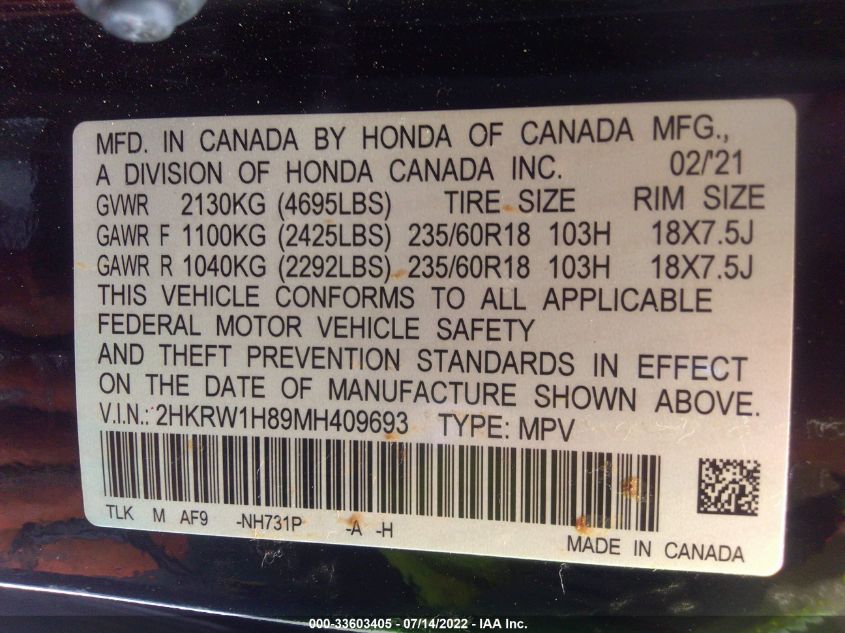 MFD. IN CANADA BY HONDA OF CANADA MFG.,
A DIVISION OF HONDA CANADA INC. 02/'21
GVWR 2130KG (4695LBS) TIRE SIZE RIM SIZE
GAWR F 1100KG (2425LBS) 235/60R18 103H 18X7.5J
GAWR R 1040KG (2292LBS) 235/60R18 103H 18X7.5J
THIS VEHICLE CONFORMS TO ALL APPLICABLE
FEDERAL MOTOR VEHICLE SAFETY
AND THEFT PREVENTION STANDARDS IN EFFECT
ON THE DATE OF MANUFACTURE SHOWN ABOVE.
V.I.N.: 2HKRW1H89MH409693 TYPE: MPV
TLK M AF9 -NH731P -A -H
MADE IN CANADA
000-33603405 - 07/14/2022 - IAA Inc.